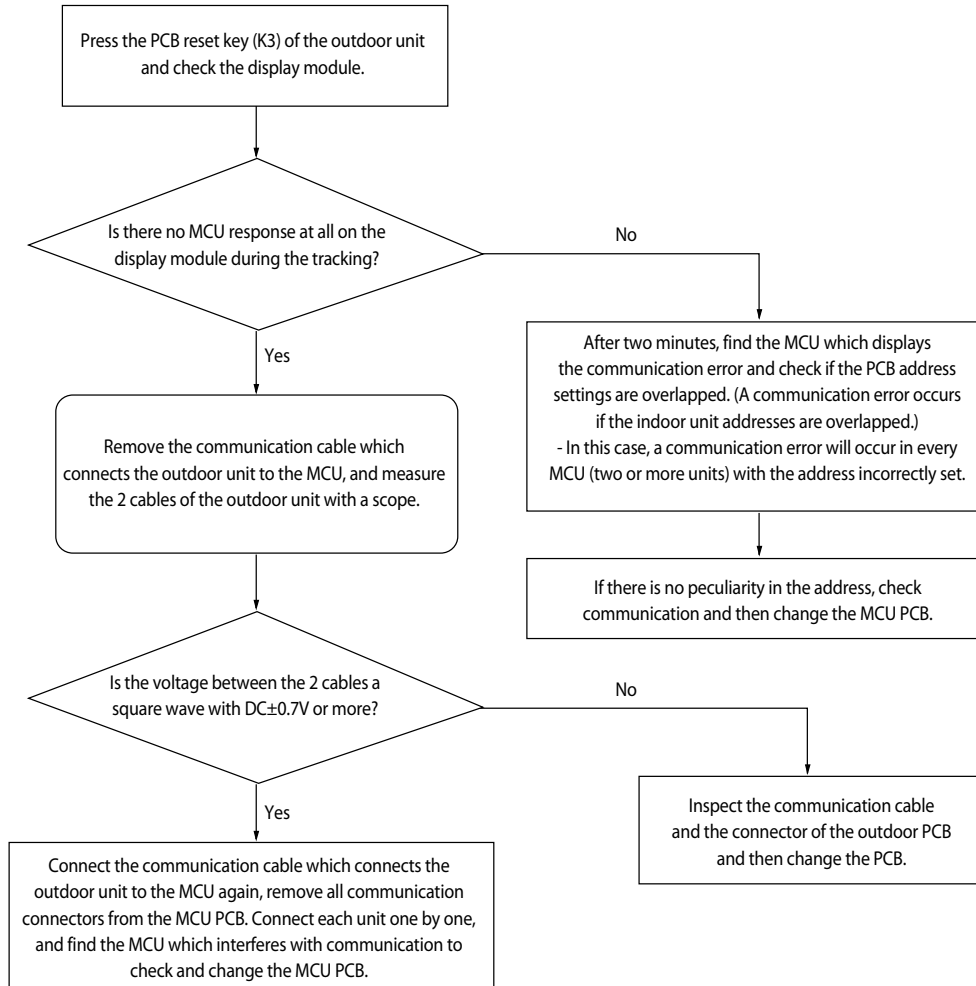 Press the PCB reset key (K3) of the outdoor unit
and check the display module.
Is there no MCU response at all on the
display module during the tracking?
No
Yes
After two minutes, find the MCU which displays
the communication error and check if the PCB address
settings are overlapped. (A communication error occurs
if the indoor unit addresses are overlapped.)
- In this case, a communication error will occur in every
MCU (two or more units) with the address incorrectly set.
Remove the communication cable which
connects the outdoor unit to the MCU, and measure
the 2 cables of the outdoor unit with a scope.
If there is no peculiarity in the address, check
communication and then change the MCU PCB.
Is the voltage between the 2 cables a
square wave with DC±0.7V or more?
No
Yes
Inspect the communication cable
and the connector of the outdoor PCB
and then change the PCB.
Connect the communication cable which connects the
outdoor unit to the MCU again, remove all communication
connectors from the MCU PCB. Connect each unit one by one,
and find the MCU which interferes with communication to
check and change the MCU PCB.